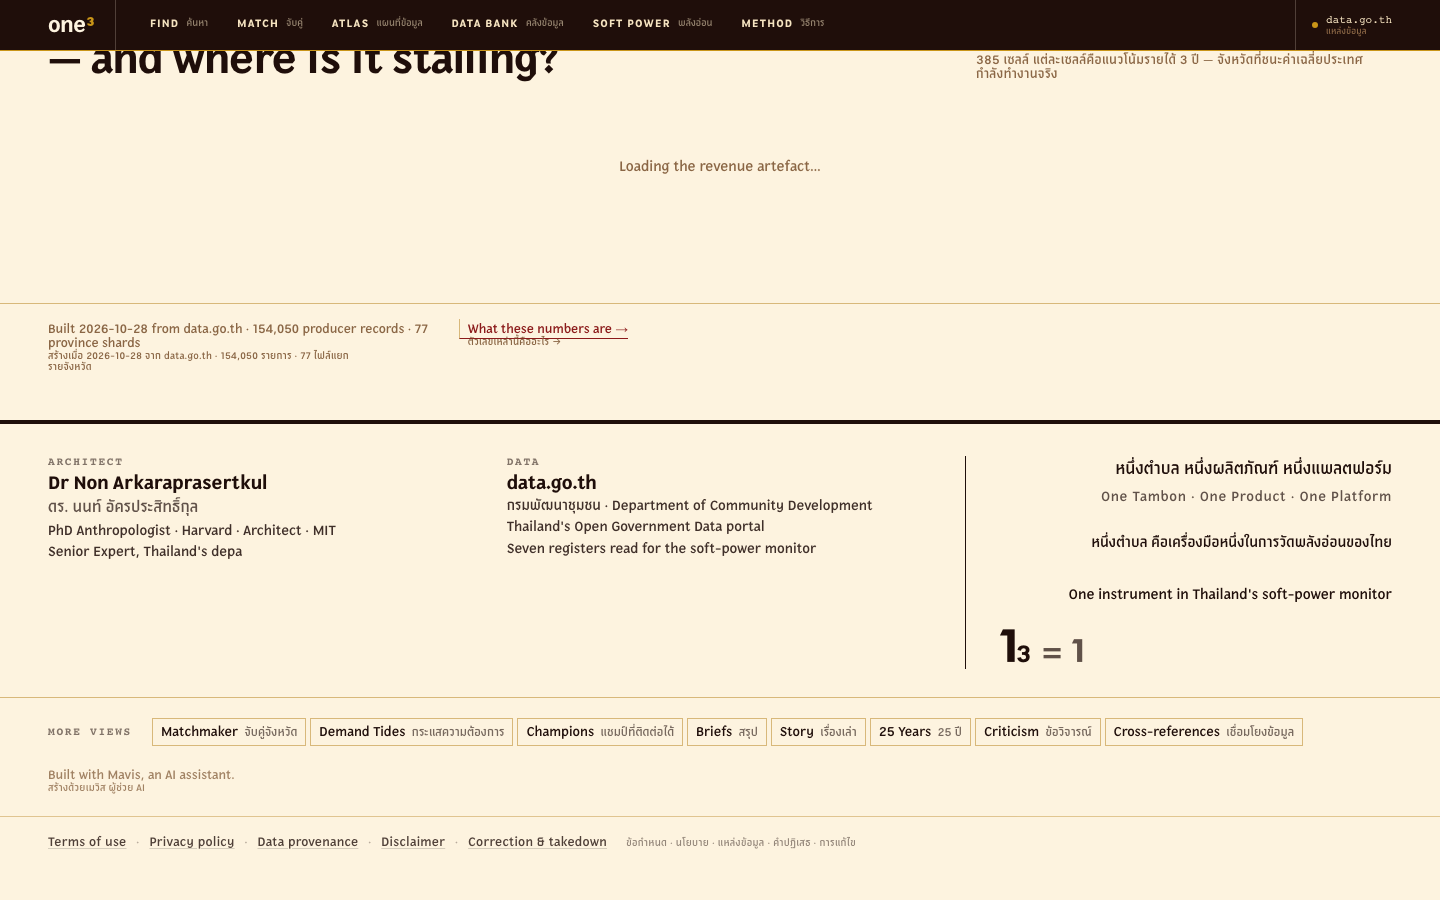 one³
FIND ค้นหา
MATCH จับคู่
ATLAS แผนที่ข้อมูล
DATA BANK คลังข้อมูล
SOFT POWER พลังอ่อน
METHOD วิธีการ
data.go.th
แหล่งข้อมูล
— and where is it stalling?
385 เซลล์ แต่ละเซลล์คือแนวโน้มรายได้ 3 ปี — จังหวัดที่ชนะค่าเฉลี่ยประเทศ
กำลังทำงานจริง
Loading the revenue artefact…
Built 2026-10-28 from data.go.th · 154,050 producer records · 77
province shards
สร้างเมื่อ 2026-10-28 จาก data.go.th · 154,050 รายการ · 77 ไฟล์แยก
รายจังหวัด
What these numbers are →
ตัวเลขเหล่านี้คืออะไร →
ARCHITECT
Dr Non Arkaraprasertkul
ดร. นนท์ อัครประสิทธิ์กุล
PhD Anthropologist · Harvard · Architect · MIT
Senior Expert, Thailand's depa
DATA
data.go.th
กรมพัฒนาชุมชน · Department of Community Development
Thailand's Open Government Data portal
Seven registers read for the soft-power monitor
หนึ่งตำบล หนึ่งผลิตภัณฑ์ หนึ่งแพลตฟอร์ม
One Tambon · One Product · One Platform
หนึ่งตำบล คือเครื่องมือหนึ่งในการวัดพลังอ่อนของไทย
One instrument in Thailand's soft-power monitor
1₃ = 1
MORE VIEWS
Matchmaker จับคู่จังหวัด
Demand Tides กระแสความต้องการ
Champions แชมป์ที่ติดต่อได้
Briefs สรุป
Story เรื่องเล่า
25 Years 25 ปี
Criticism ข้อวิจารณ์
Cross-references เชื่อมโยงข้อมูล
Built with Mavis, an AI assistant.
สร้างด้วยเมวิส ผู้ช่วย AI
Terms of use · Privacy policy · Data provenance · Disclaimer · Correction & takedown ข้อกำหนด · นโยบาย · แหล่งข้อมูล · คำปฏิเสธ · การแก้ไข